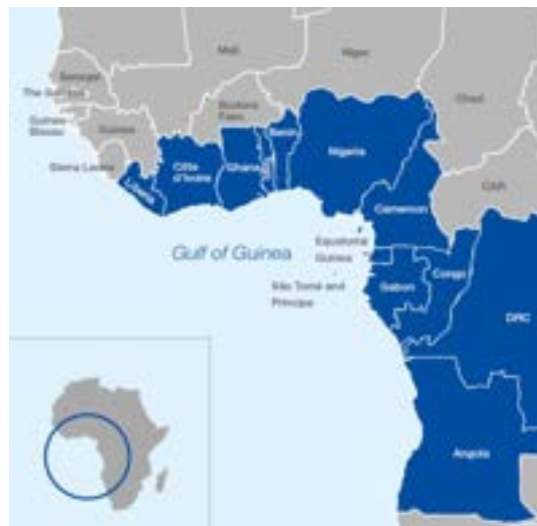 Mali
Niger
Senegal
The Gambia
Chad
Guinea
Bissau
Guinea
Burkina
Faso
Benin
Nigeria
Sierra Leone
Côte
d'Ivoire
Ghana
Liberia
CAR
Cameroon
Gulf of Guinea
Equatorial
Guinea
Congo
São Tomé and
Principe
Gabon
DRC
Angola